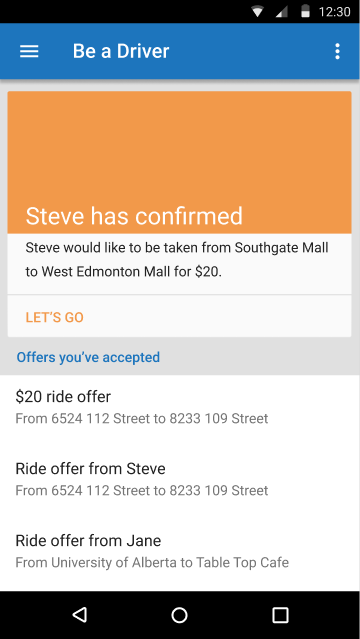 12:30
Be a Driver
Steve has confirmed
Steve would like to be taken from Southgate Mall
to West Edmonton Mall for $20.
LET’S GO
Offers you’ve accepted
$20 ride offer
From 6524 112 Street to 8233 109 Street
Ride offer from Steve
From 6524 112 Street to 8233 109 Street
Ride offer from Jane
From University of Alberta to Table Top Cafe